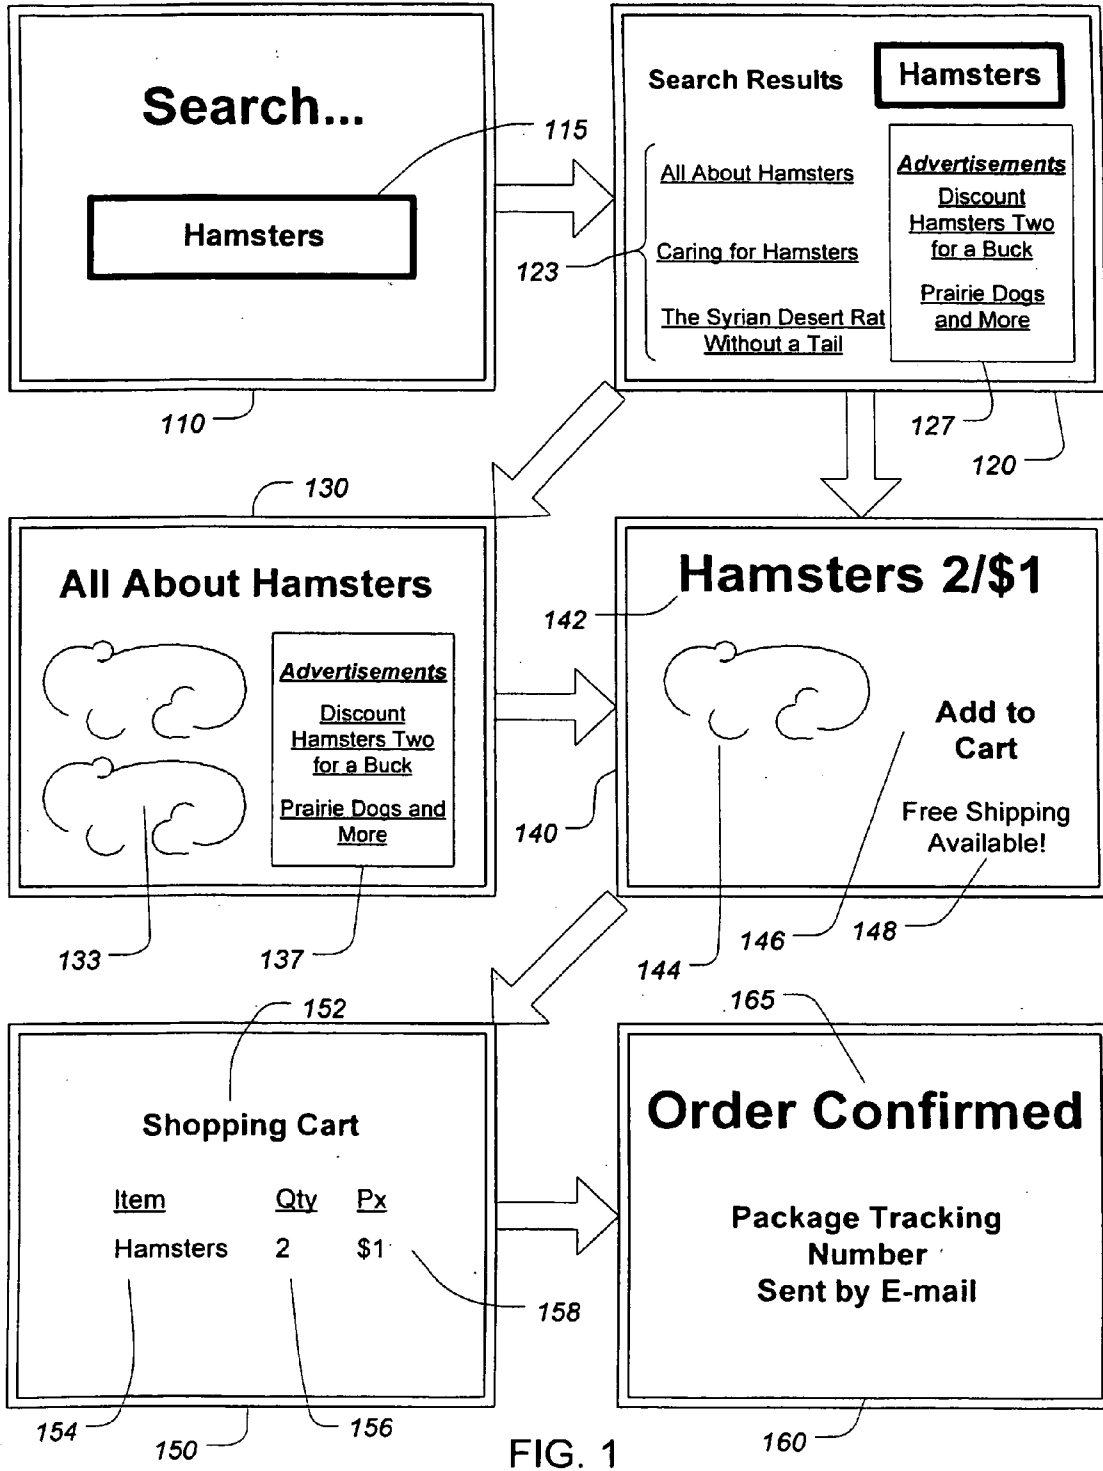 Search...
115
Hamsters
110
Search Results
Hamsters
All About Hamsters
Caring for Hamsters
The Syrian Desert Rat
Without a Tail
123
Advertisements
Discount
Hamsters Two
for a Buck
Prairie Dogs
and More
127
120
130
All About Hamsters
Advertisements
Discount
Hamsters Two
for a Buck
Prairie Dogs and
More
133
137
Hamsters 2/$1
142
Add to
Cart
Free Shipping
Available!
140
144
146
148
152
Shopping Cart
Item Qty Px
Hamsters 2 $1
158
154
156
150
165
Order Confirmed
Package Tracking
Number
Sent by E-mail
160
FIG. 1